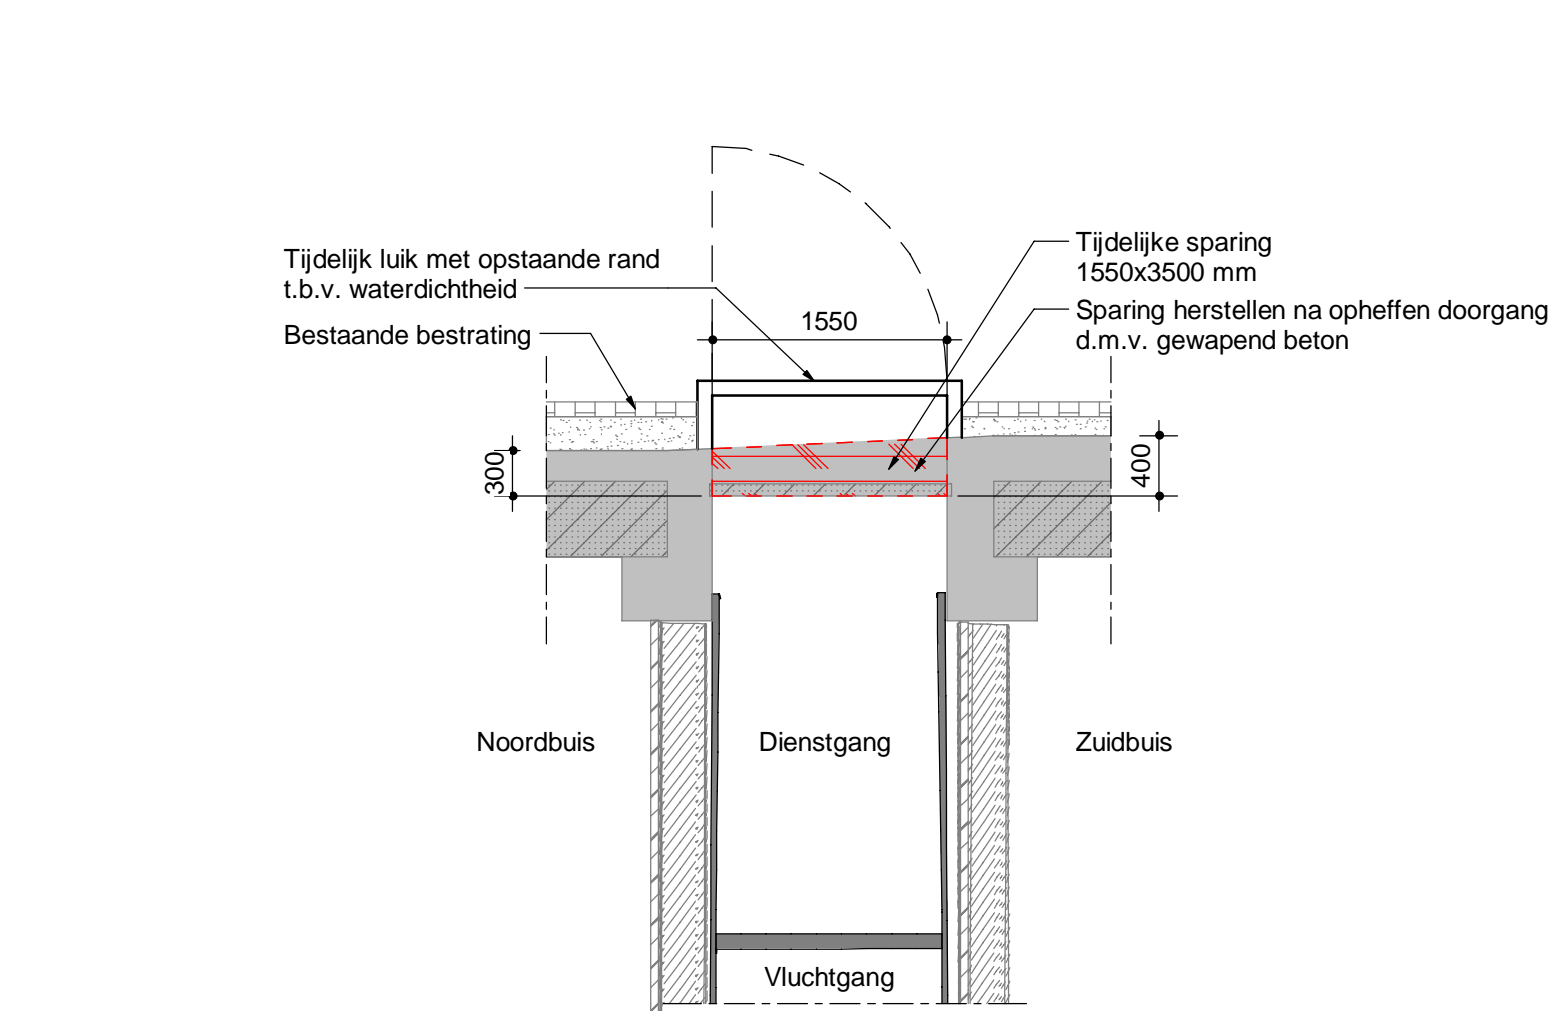 Tijdelijk luik met opstaande rand
t.b.v. waterdichtheid
Bestaande bestrating
Tijdelijke sparing
1550x3500 mm
Sparing herstellen na opheffen doorgang
d.m.v. gewapend beton
1550
300
400
Noordbuis
Dienstgang
Zuidbuis
Vluchtgang